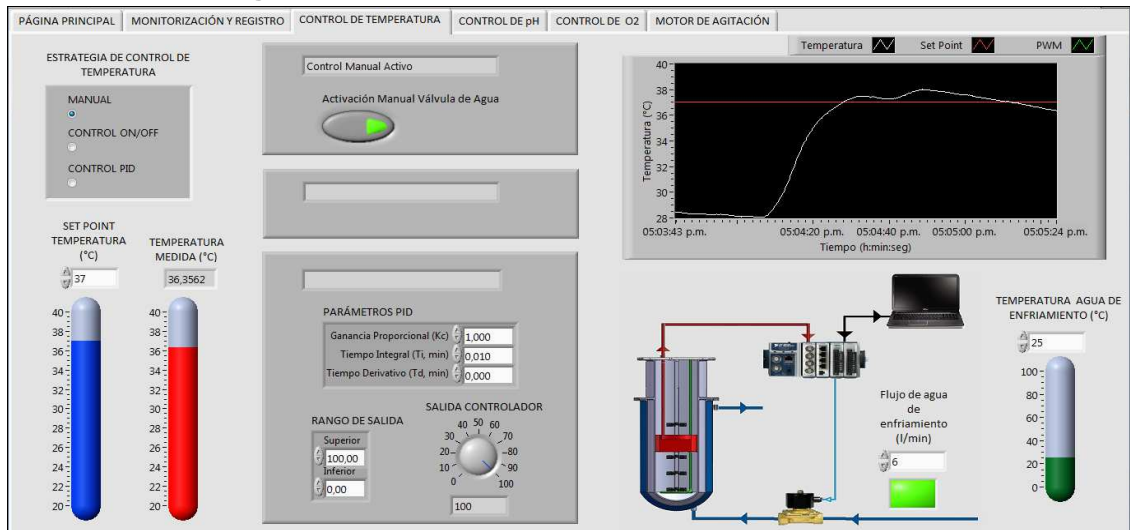 PÁGINA PRINCIPAL
MONITORIZACIÓN Y REGISTRO
CONTROL DE TEMPERATURA
CONTROL DE pH
CONTROL DE O2
MOTOR DE AGITACIÓN
ESTRATEGIA DE CONTROL DE
TEMPERATURA
MANUAL
CONTROL ON/OFF
CONTROL PID
SET POINT
TEMPERATURA
(°C)
37
40
38
36
34
32
30
28
26
24
22
20
TEMPERATURA
MEDIDA (°C)
36,3562
40
38
36
34
32
30
28
26
24
22
20
Control Manual Activo
Activación Manual Válvula de Agua
PARÁMETROS PID
Ganancia Proporcional (Kc) 1,000
Tiempo Integral (Ti, min) 0,010
Tiempo Derivativo (Td, min) 0,000
RANGO DE SALIDA
Superior
100,00
Inferior
0,00
SALIDA CONTROLADOR
0
10
20
30
40
50
60
70
80
90
100
100
Temperatura
Set Point
PWM
Temperatura (°C)
40
38
36
34
32
30
28
05:03:43 p.m.
05:04:20 p.m.
05:04:40 p.m.
05:05:00 p.m.
05:05:24 p.m.
Tiempo (h:min:seg)
Flujo de agua
de
enfriamiento
(l/min)
6
TEMPERATURA AGUA DE
ENFRIAMIENTO (°C)
25
100
80
60
40
20
0